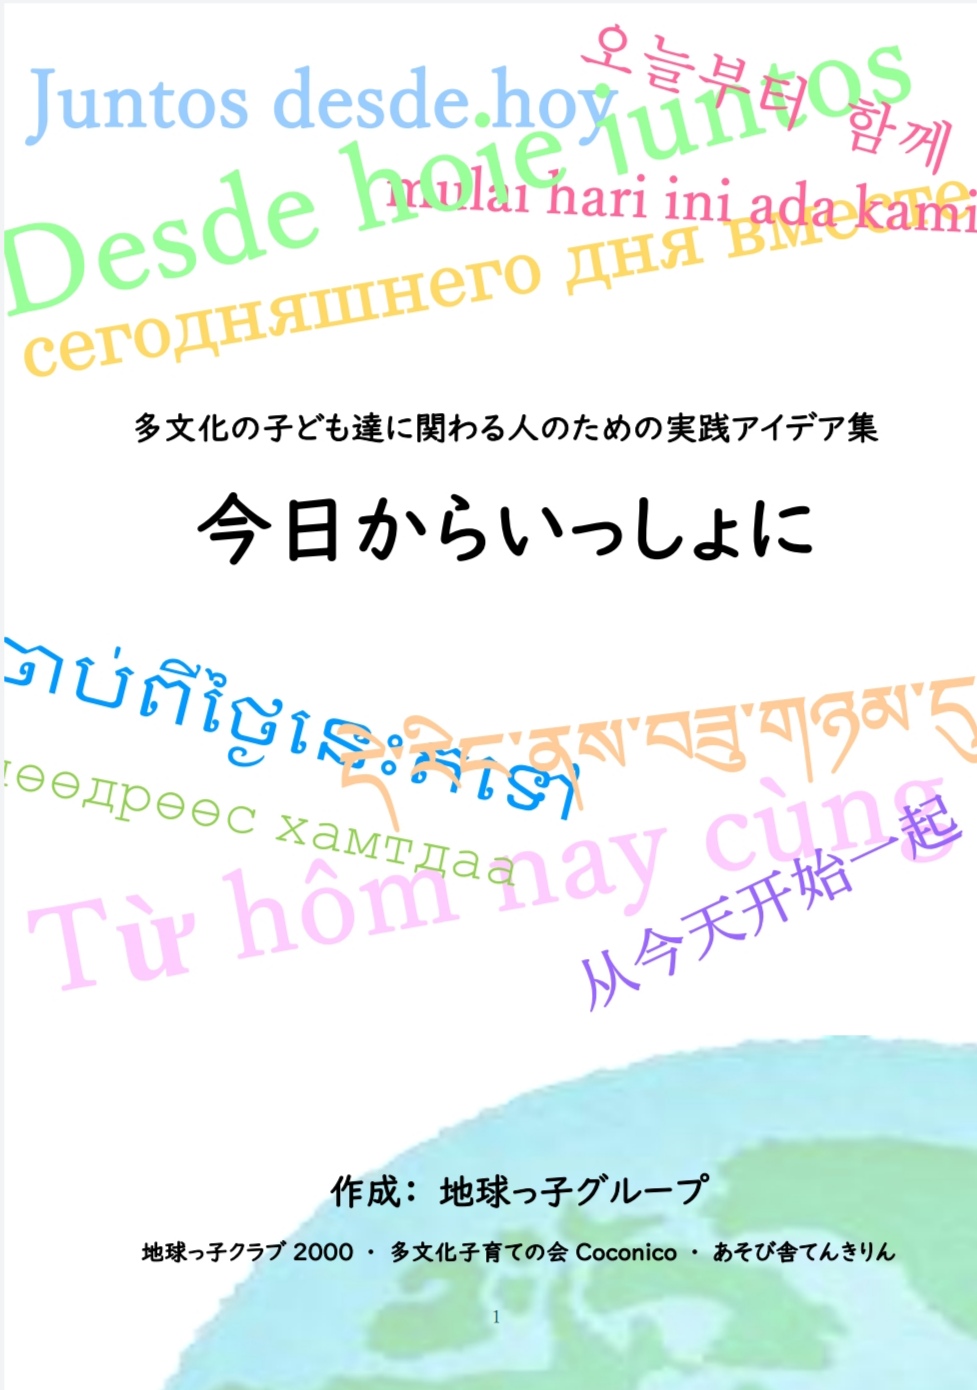 Juntos desde hoy
오늘부터 함께
Desde hoje juntos
mulai hari ini ada kami
сегодняшнего дня вместе
多文化の子ども達に関わる人のための実践アイデア集
今日からいっしょに
ចាប់ពីថ្ងៃនេះតទៅ
དེ་རིང་ནས་བཟུ་གཉམ་དུ
өөдрөөс хамтдаа
Từ hôm nay cùng
从今天开始一起
作成： 地球っ子グループ
地球っ子クラブ 2000 ・ 多文化子育ての会 Coconico ・ あそび舎てんきりん
1